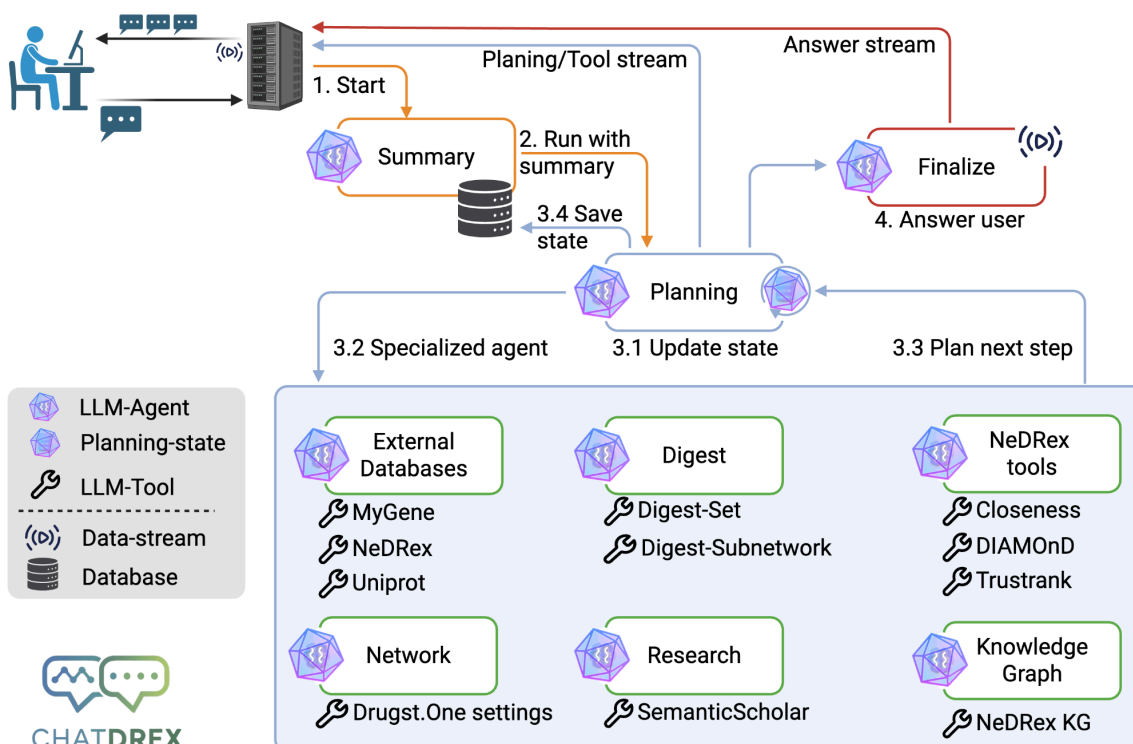 Answer stream
Planing/Tool stream
1. Start
Summary
2. Run with
summary
Finalize
3.4 Save
state
4. Answer user
Planning
3.2 Specialized agent
3.1 Update state
3.3 Plan next step
LLM-Agent
Planning-state
LLM-Tool
Data-stream
Database
External
Databases
MyGene
NeDRex
Uniprot
Digest
Digest-Set
Digest-Subnetwork
NeDRex
tools
Closeness
DIAMOnD
Trustrank
Network
Drugst.One settings
Research
SemanticScholar
Knowledge
Graph
NeDRex KG
CHATDREX